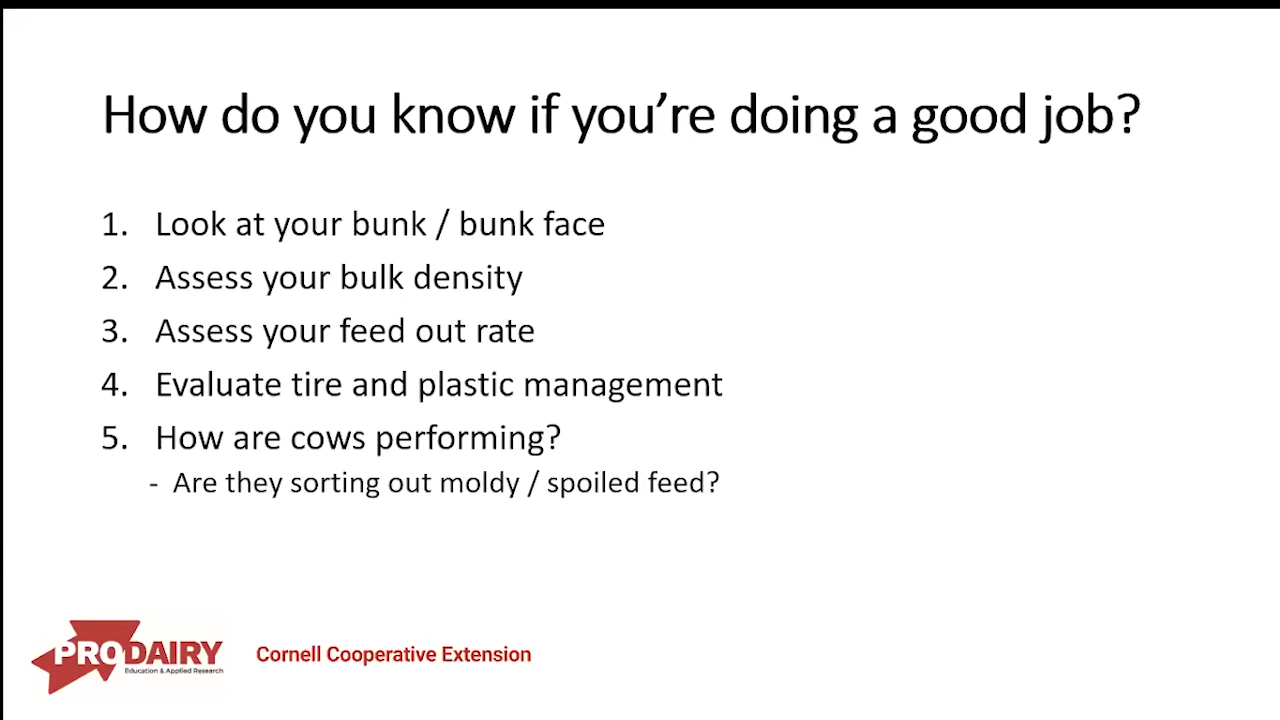 How do you know if you’re doing a good job?
1. Look at your bunk / bunk face
2. Assess your bulk density
3. Assess your feed out rate
4. Evaluate tire and plastic management
5. How are cows performing?
- Are they sorting out moldy / spoiled feed?
PRODAIRY
Education & Applied Research
Cornell Cooperative Extension